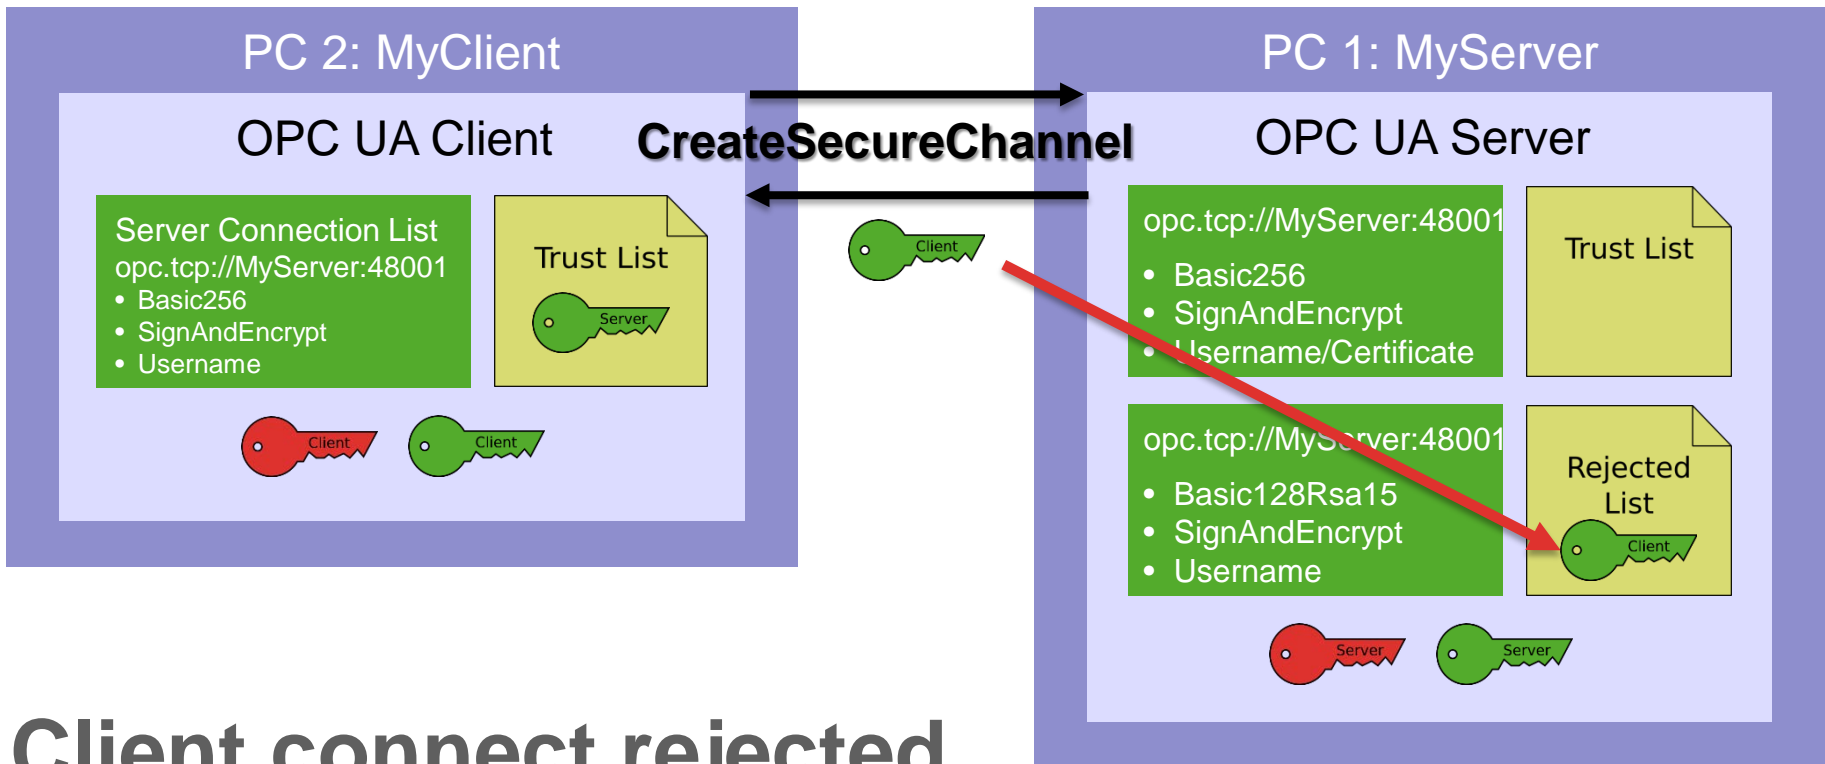 PC 2: MyClient
OPC UA Client
Server Connection List
opc.tcp://MyServer:48001
• Basic256
• SignAndEncrypt
• Username
Trust List
Server
Client
Client
CreateSecureChannel
Client
PC 1: MyServer
OPC UA Server
opc.tcp://MyServer:48001
• Basic256
• SignAndEncrypt
• Username/Certificate
Trust List
opc.tcp://MyServer:48001
• Basic128Rsa15
• SignAndEncrypt
• Username
Rejected
List
Client
Server
Server
Client connect rejected